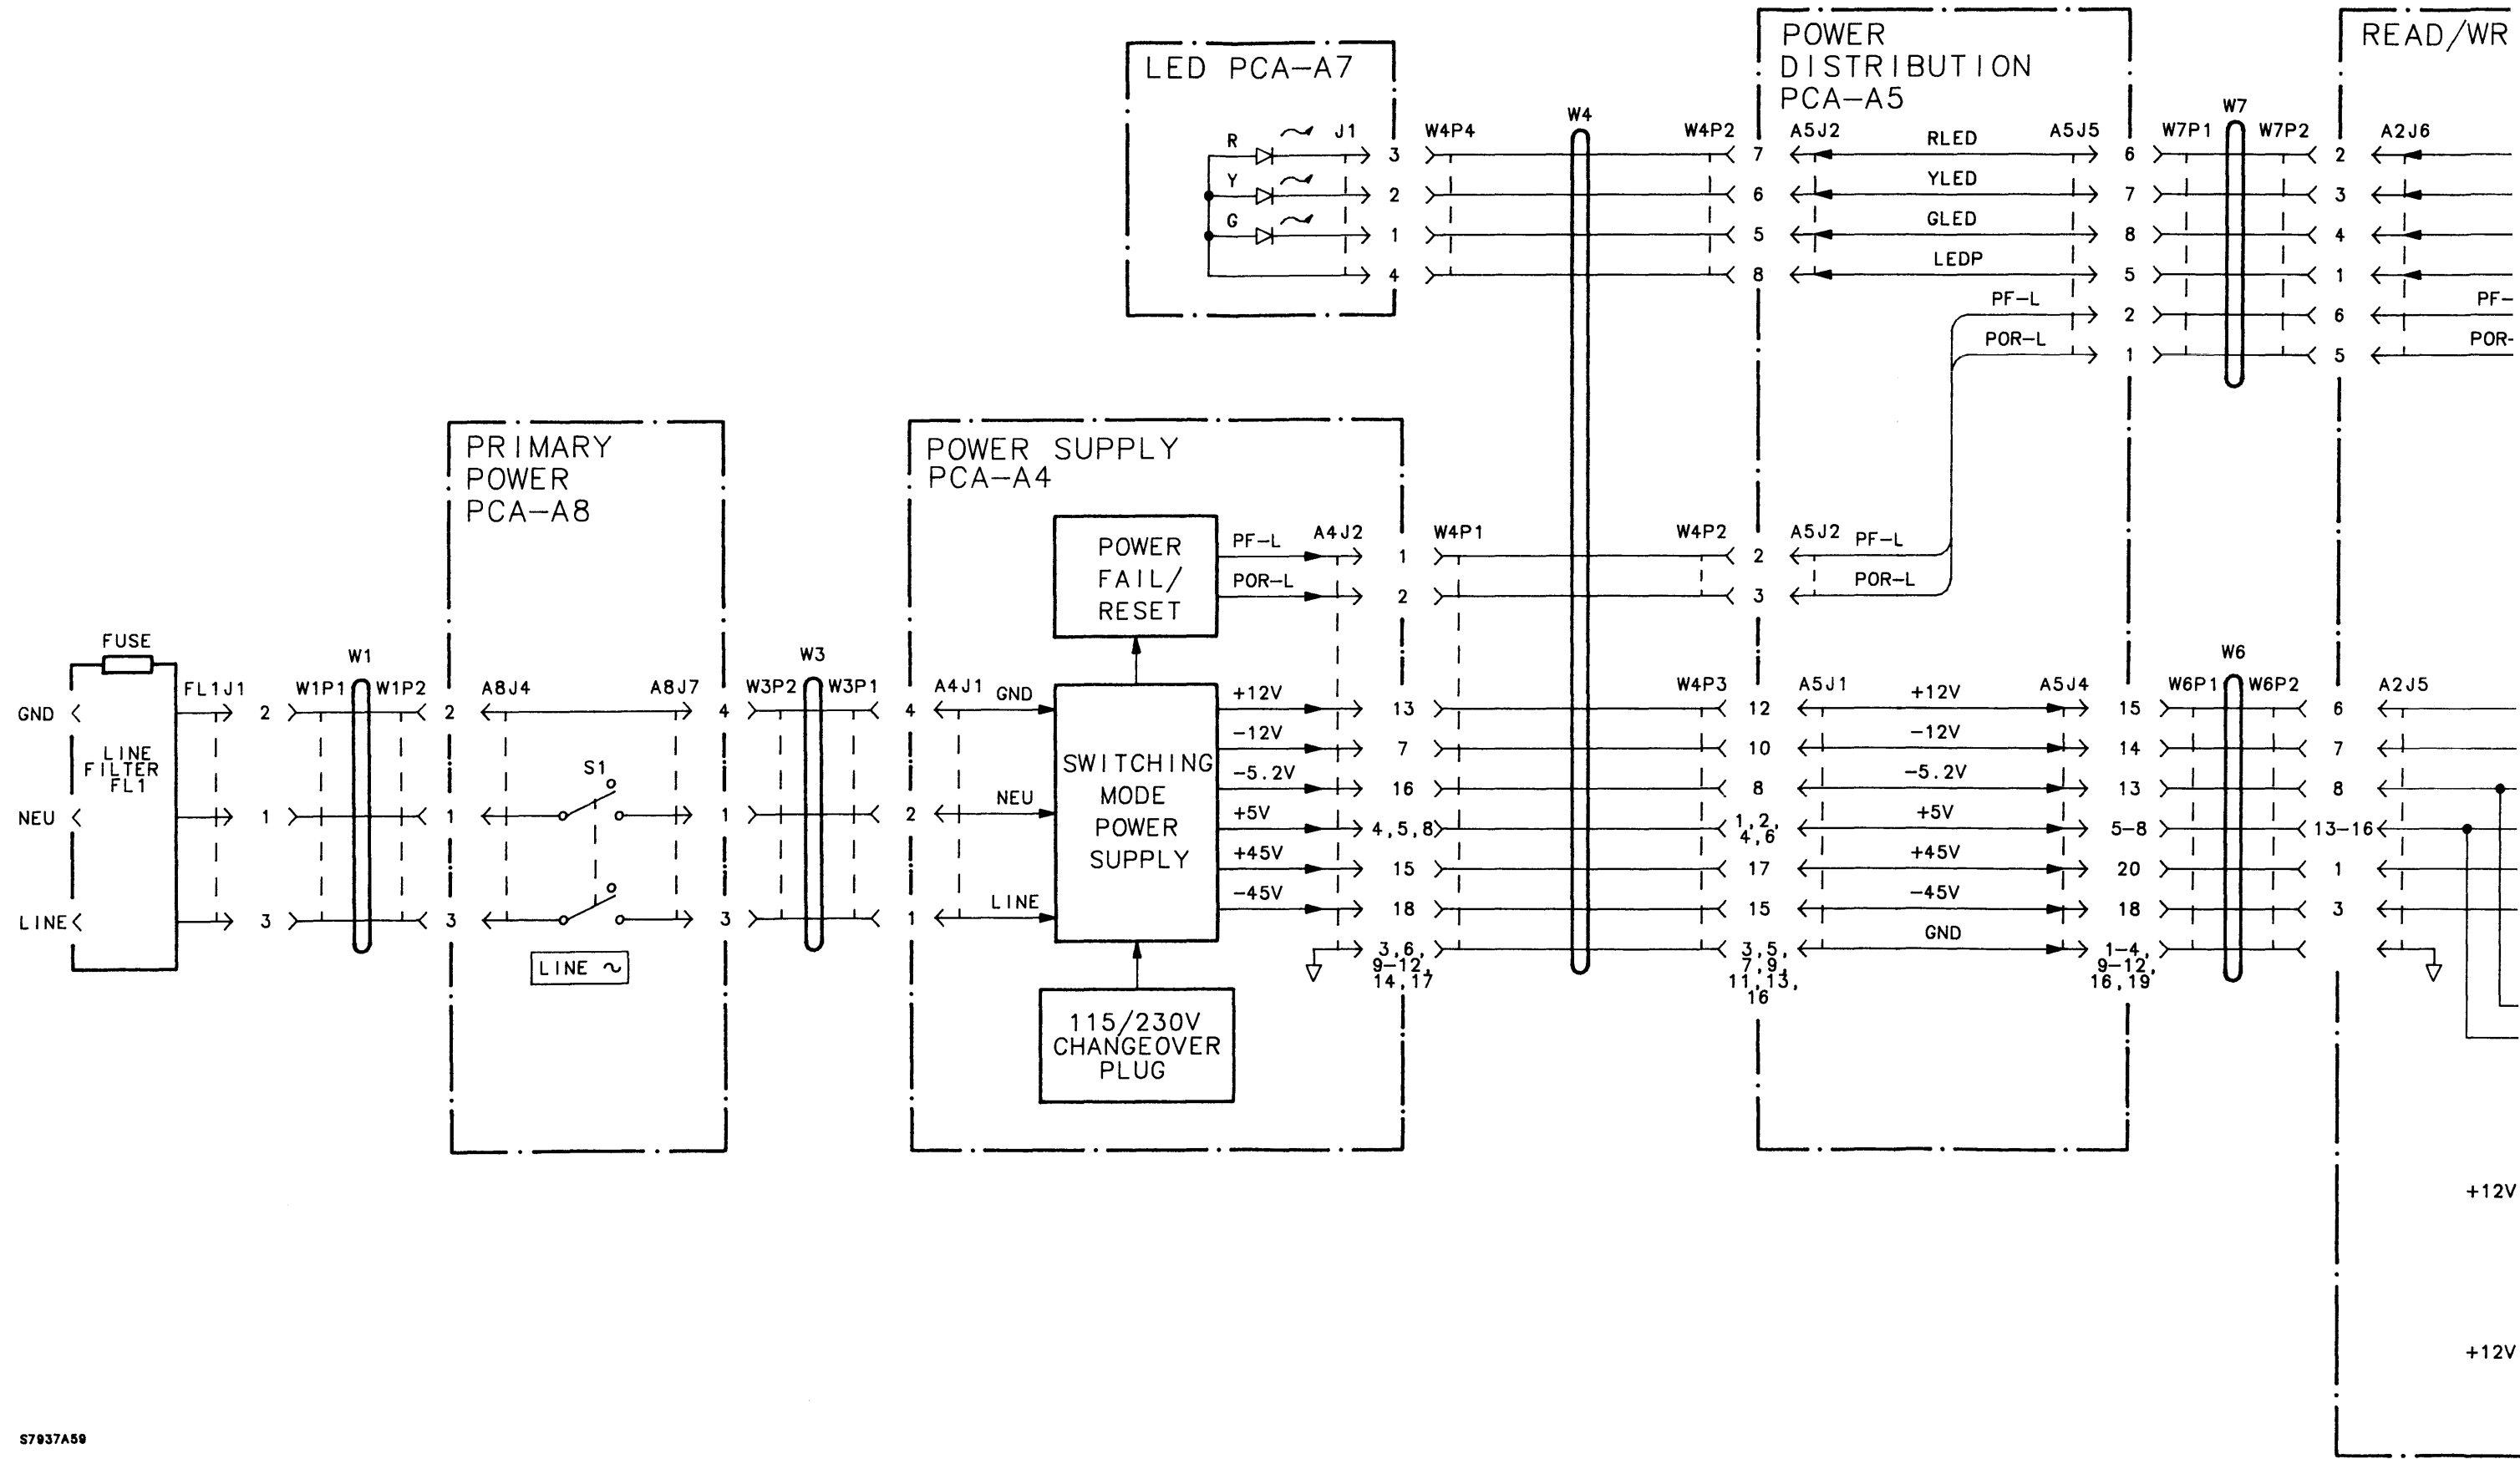 POWER
DISTRIBUTION
PCA-A5
READ/WR
LED PCA-A7
W4
W7
R
J1
W4P4
W4P2
A5J2
RLED
A5J5
W7P1
W7P2
A2J6
3
7
6
2
Y
YLED
2
6
7
3
G
GLED
1
5
8
4
LEDP
4
8
5
1
PF-L
2
6
PF-
POR-L
1
5
POR-
PRIMARY
POWER
PCA-A8
POWER SUPPLY
PCA-A4
POWER
FAIL/
RESET
PF-L
A4J2
W4P1
W4P2
A5J2
PF-L
1
2
POR-L
POR-L
2
3
FUSE
W1
W3
W6
FL1J1
W1P1
W1P2
A8J4
A8J7
W3P2
W3P1
A4J1
GND
+12V
W4P3
A5J1
+12V
A5J4
W6P1
W6P2
A2J5
GND
2
2
4
4
13
12
15
6
LINE
FILTER
FL1
S1
SWITCHING
MODE
POWER
SUPPLY
-12V
7
10
-12V
14
7
-5.2V
16
8
-5.2V
13
8
NEU
1
1
1
2
NEU
+5V
4,5,8
1,2,
4,6
+5V
5-8
13-16
+45V
15
17
+45V
20
1
LINE
3
3
3
1
LINE
-45V
18
15
-45V
18
3
LINE ~
3,6,
9-12,
14,17
3,5,
7,9,
11,13,
16
GND
1-4,
9-12,
16,19
115/230V
CHANGEOVER
PLUG
+12V
+12V
S7937A59